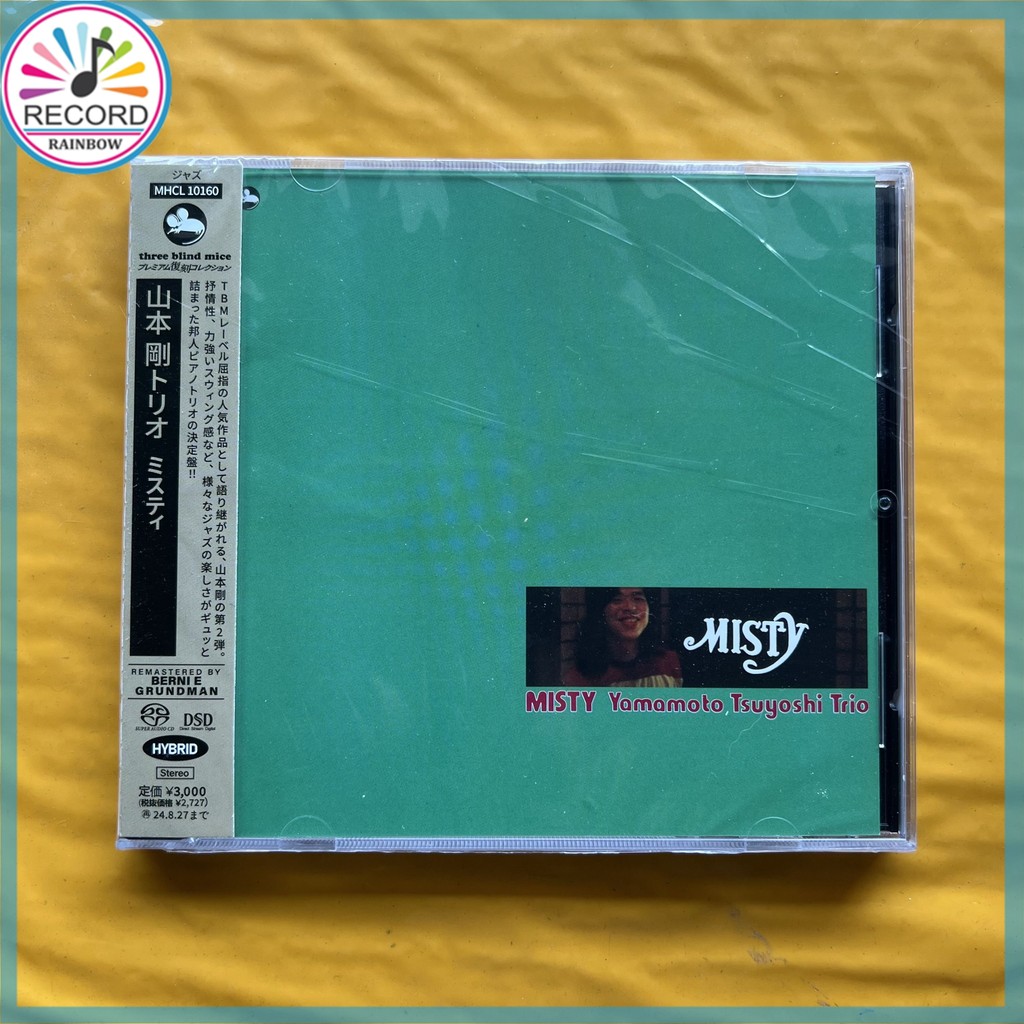 RECORD
RAINBOW
ジャズ
MHCL 10160
three blind mice
プレミアム復刻コレクション
TBMレーベル屈指の人気作品として語り継がれる、山本剛の第2弾。
抒情性、力強いスウィング感など、様々なジャズの楽しさがギュッと
詰まった邦人ピアノトリオの決定盤!!
山本 剛トリオ ミスティ
REMASTERED BY
BERNIE
GRUNDMAN
SUPER AUDIO CD
DSD
Direct Stream Digital
HYBRID
Stereo
定価 ¥3,000
(税抜価格 ¥2,727)
㋮ 24.8.27まで
MISTY
MISTY Yamamoto Tsuyoshi Trio